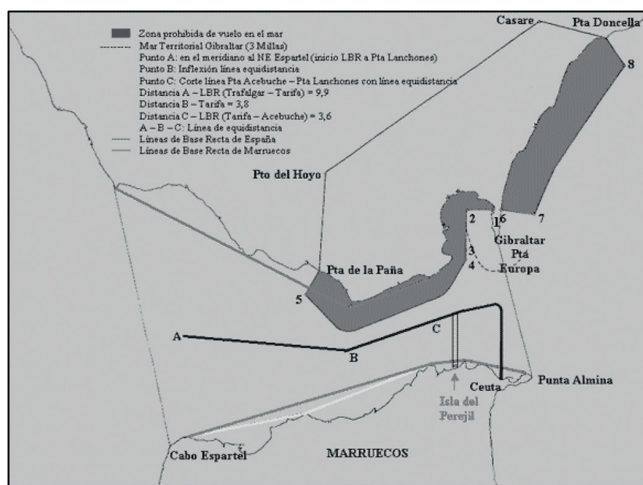 Zona prohibida de vuelo en el mar
Mar Territorial Gibraltar (3 Millas)
Punto A: en el meridiano al NE Espartel (inicio LBR a Pta Lanchones)
Punto B: Inflexión línea equidistancia
Punto C: Corte línea Pta Acebuche – Pta Lanchones con línea equidistancia
Distancia A – LBR (Trafalgar – Tarifa) = 9,9
Distancia B – Tarifa = 3,8
Distancia C – LBR (Tarifa – Acebuche) = 3,6
A – B – C: Línea de equidistancia
Líneas de Base Recta de España
Líneas de Base Recta de Marruecos
Casare
Pta Doncella
8
Pto del Hoyo
2
1
6
7
Gibraltar
Pta
Europa
3
4
Pta de la Paña
5
A
B
C
Ceuta
Punta Almina
Isla del
Perejil
Cabo Espartel
MARRUECOS